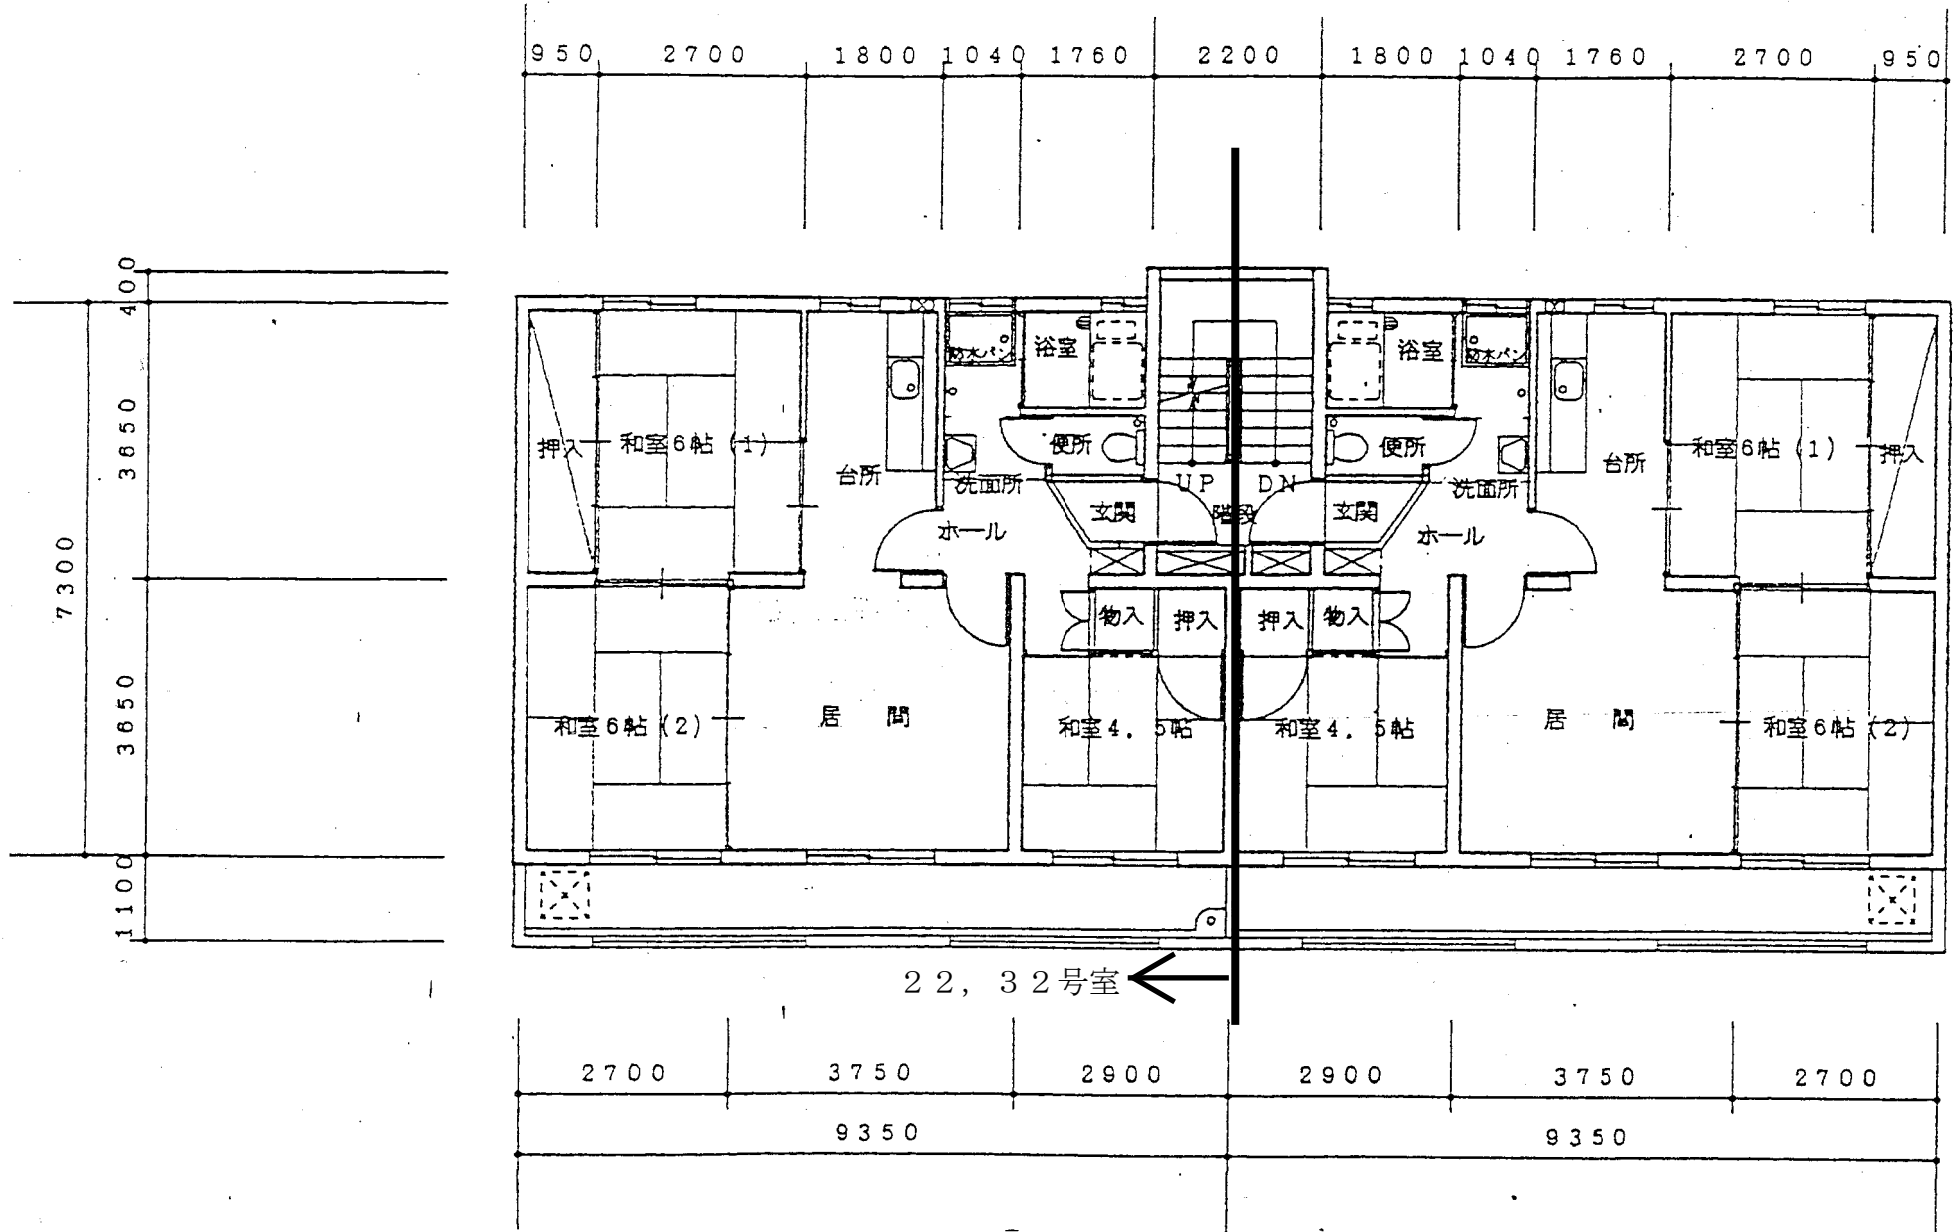 950 2700 1800 1040 1760 2200 1800 1040 1760 2700 950
400
3650
7300
3650
1100
防水パン 浴室 浴室 防水パン
押入 和室6帖(1) 台所 洗面所 便所 便所 洗面所 台所 和室6帖(1) 押入
UP DN
ホール 玄関 階段 玄関 ホール
物入 押入 押入 物入
和室6帖(2) 居間 和室4.5帖 和室4.5帖 居間 和室6帖(2)
22,32号室
2700 3750 2900 2900 3750 2700
9350 9350